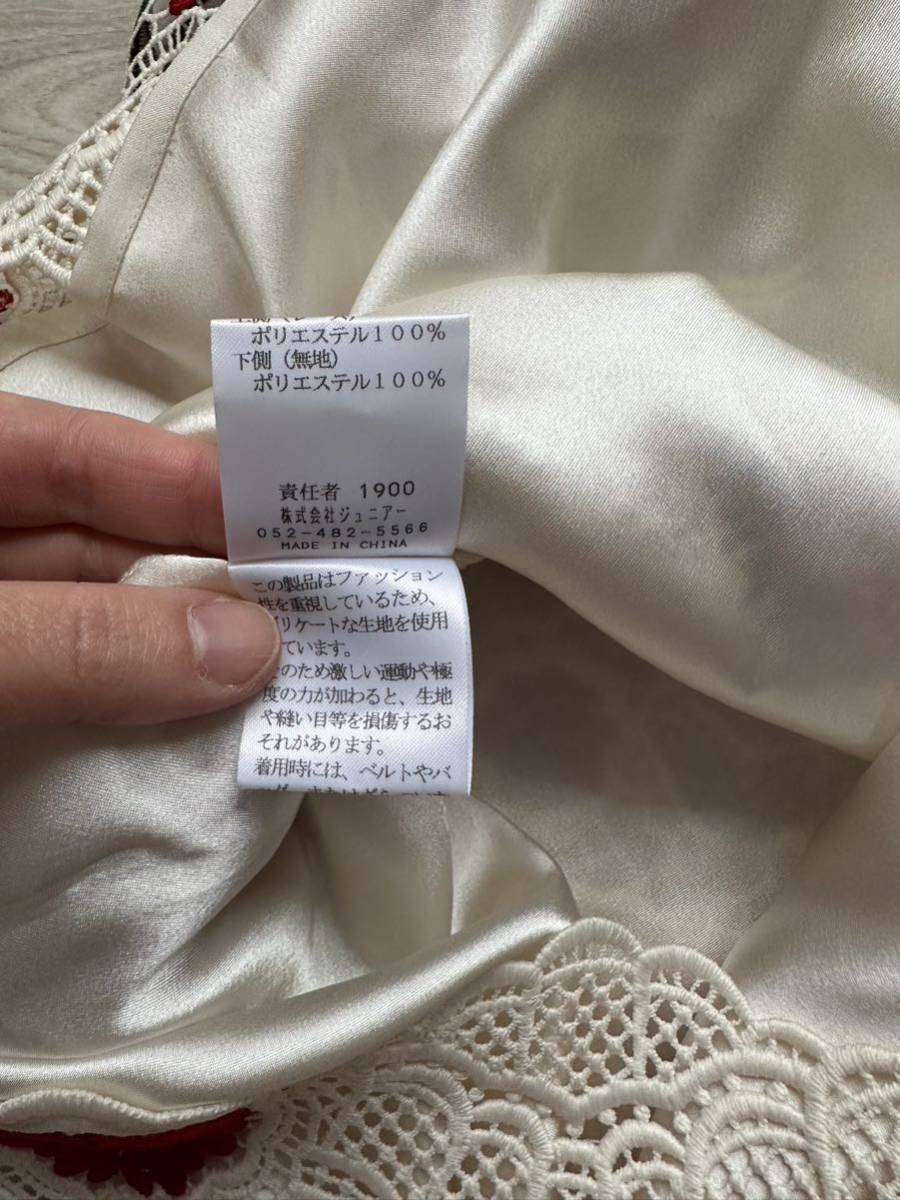 ポリエステル100%
下側(無地)
ポリエステル100%
責任者 1900
株式会社ジュニアー
052-482-5566
MADE IN CHINA
この製品はファッション
性を重視しているため、
リケートな生地を使用
ています。
のため激しい運動や極
度の力が加わると、生地
や縫い目等を損傷するお
それがあります。
着用時には、ベルトやバ